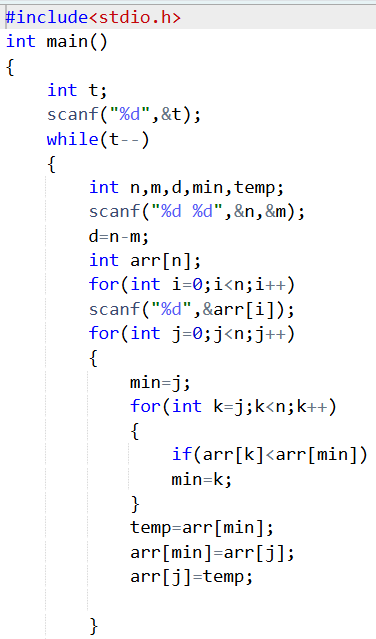 #include<stdio.h>
int main()
{
    int t;
    scanf("%d",&t);
    while(t--)
    {
        int n,m,d,min,temp;
        scanf("%d %d",&n,&m);
        d=n-m;
        int arr[n];
        for(int i=0;i<n;i++)
        scanf("%d",&arr[i]);
        for(int j=0;j<n;j++)
        {
            min=j;
            for(int k=j;k<n;k++)
            {
                if(arr[k]<arr[min])
                min=k;
            }
            temp=arr[min];
            arr[min]=arr[j];
            arr[j]=temp;

        }